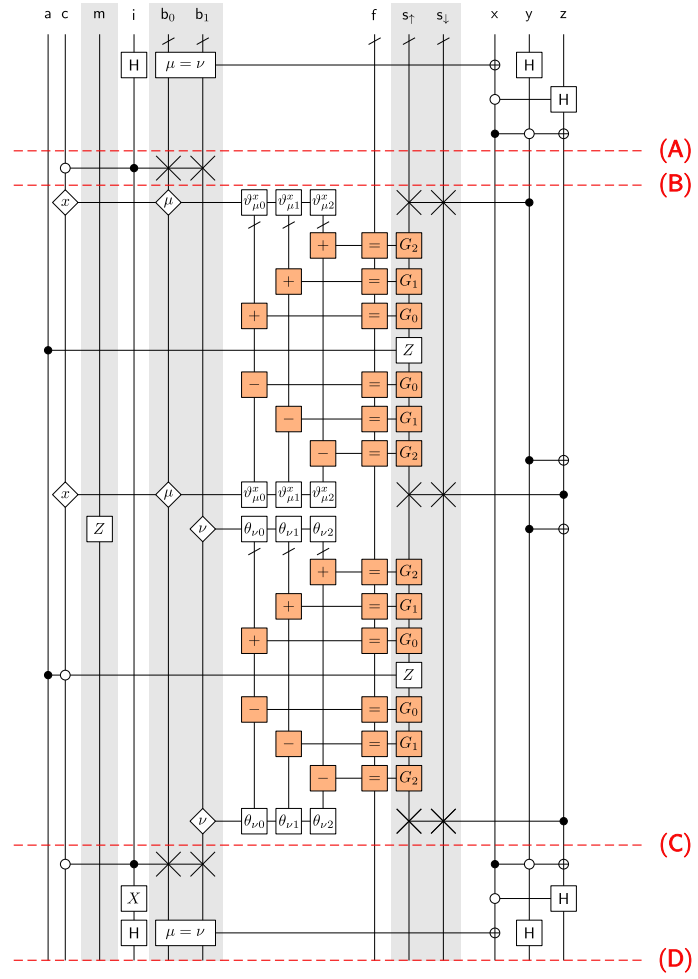 a c m i b₀ b₁ f s↑ s↓ x y z
H μ = ν H
H
(A)
(B)
x μ ϑˣμ0 ϑˣμ1 ϑˣμ2
+ = G₂
+ = G₁
+ = G₀
Z
− = G₀
− = G₁
− = G₂
x μ ϑˣμ0 ϑˣμ1 ϑˣμ2
Z ν θν0 θν1 θν2
+ = G₂
+ = G₁
+ = G₀
Z
− = G₀
− = G₁
− = G₂
ν θν0 θν1 θν2
(C)
X H
H μ = ν H
(D)